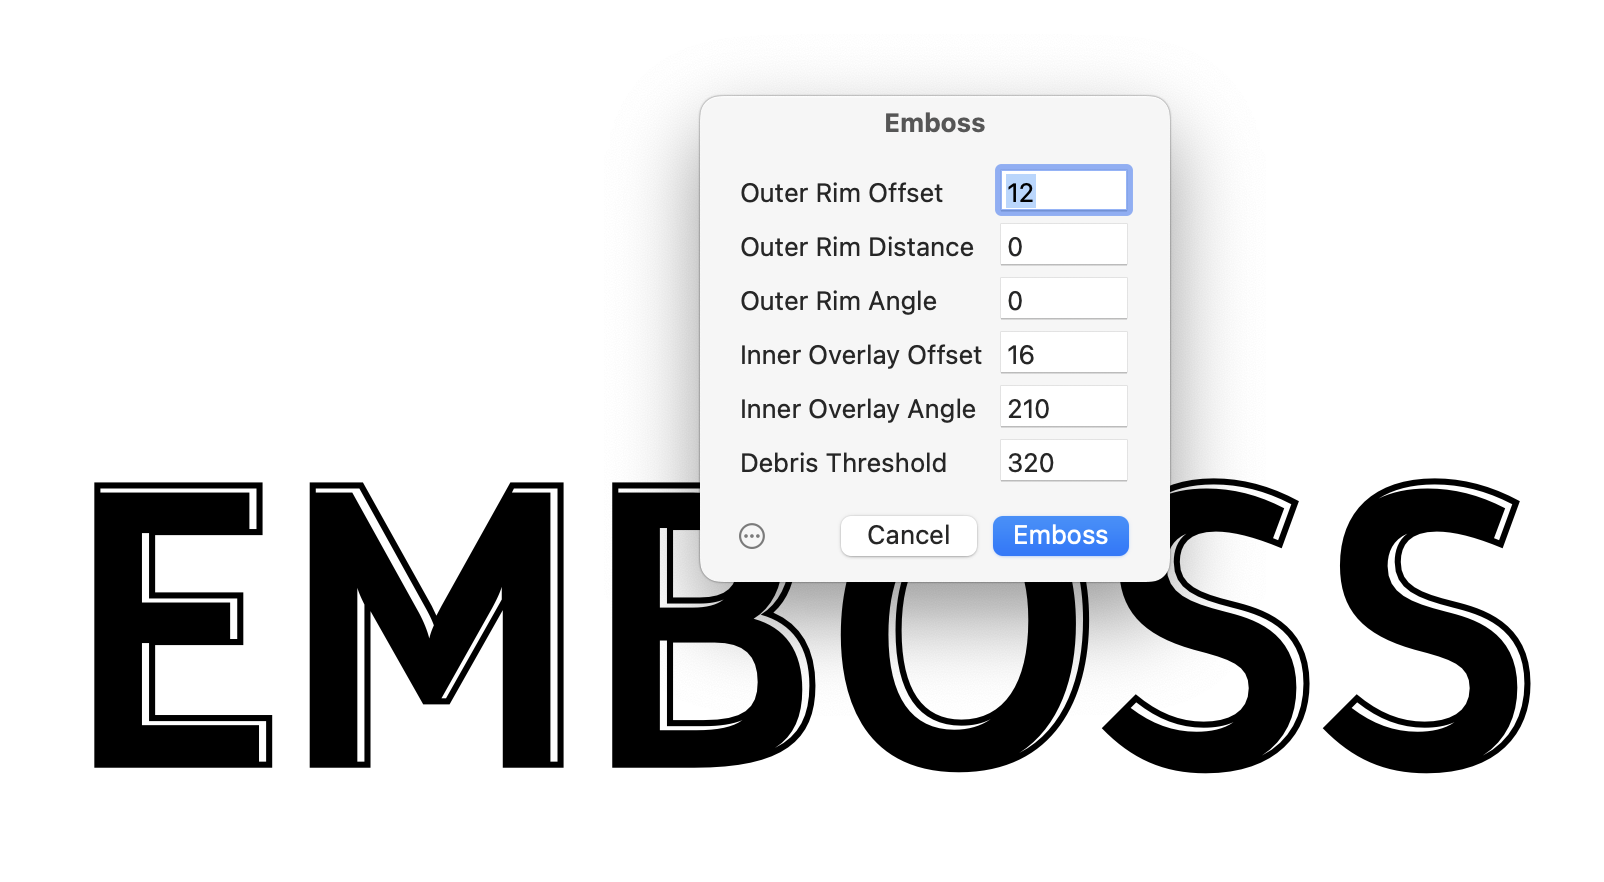 Emboss
Outer Rim Offset 12
Outer Rim Distance 0
Outer Rim Angle 0
Inner Overlay Offset 16
Inner Overlay Angle 210
Debris Threshold 320
Cancel Emboss
EMBOSS